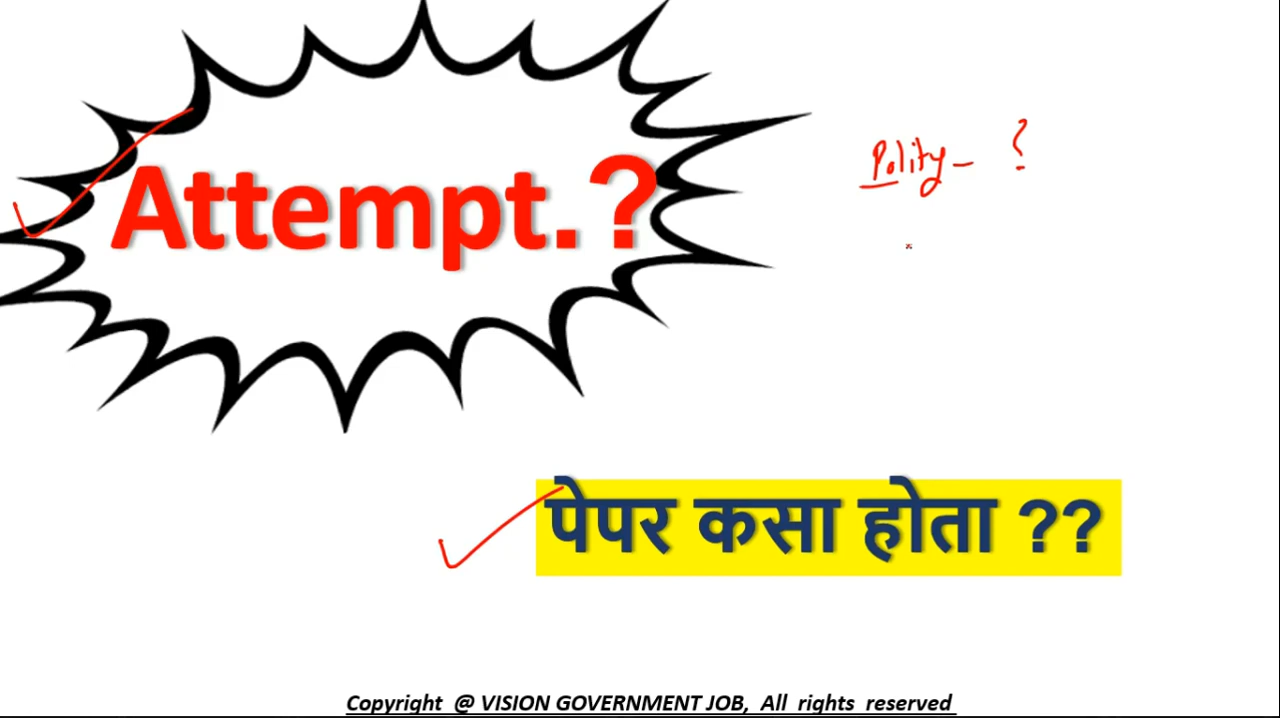 Attempt.?
Polity- ?
पेपर कसा होता ??
Copyright @ VISION GOVERNMENT JOB, All rights reserved